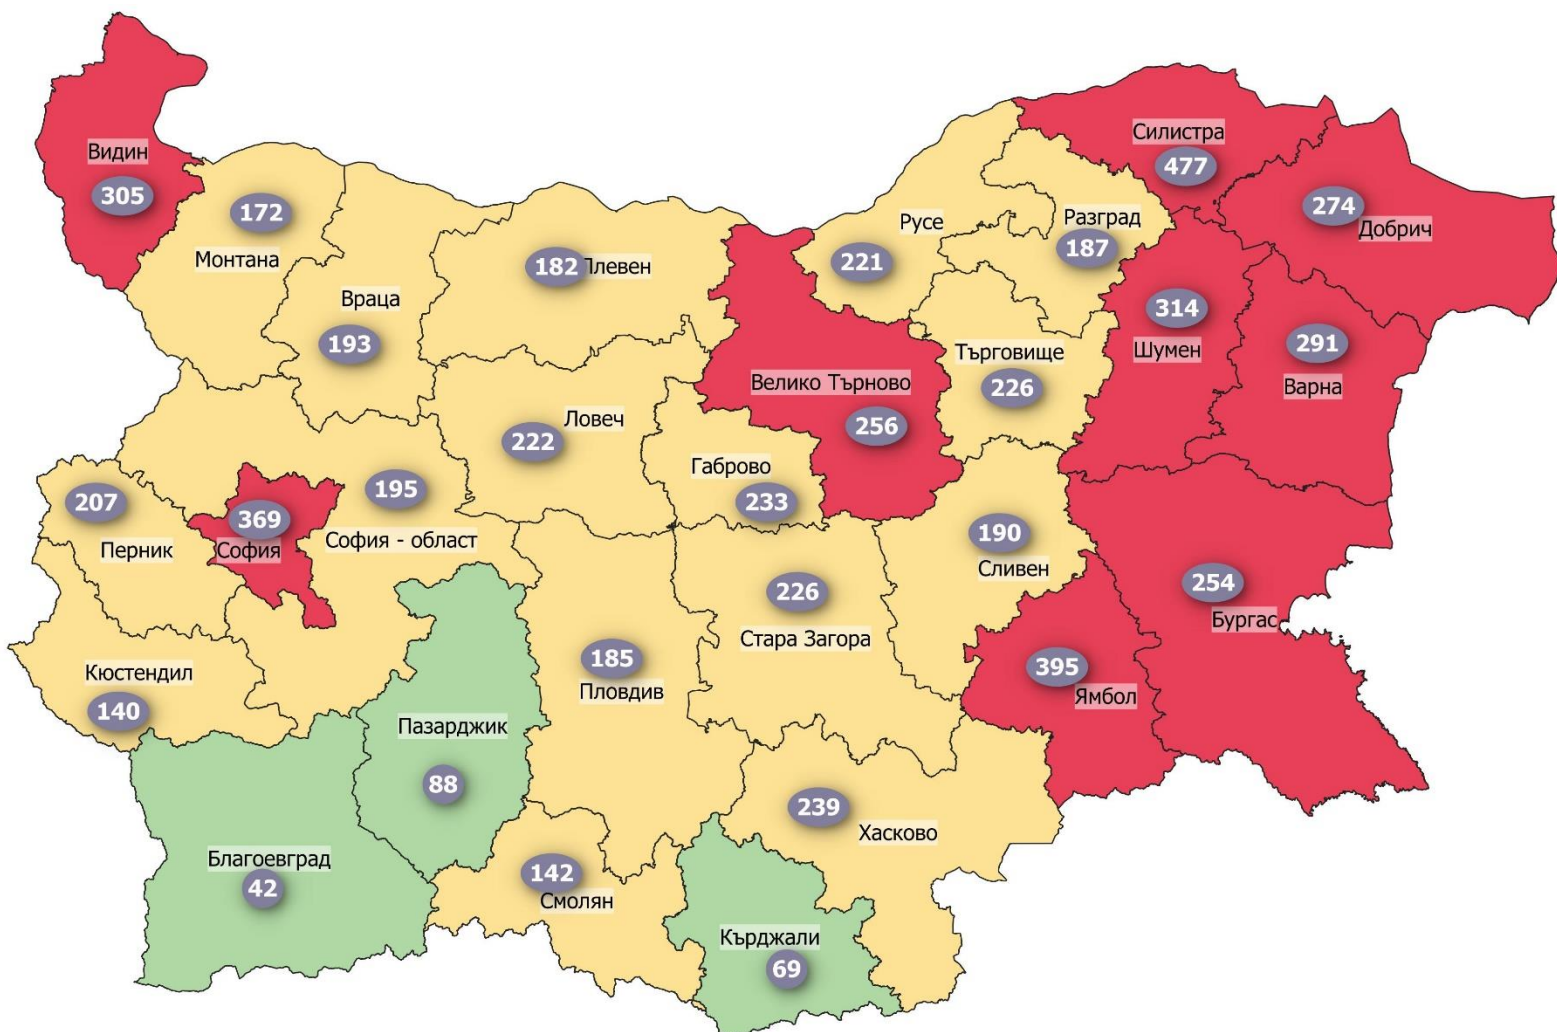 Видин
305
172
Монтана
Враца
193
182
Плевен
Русе
221
Разград
187
Силистра
477
274
Добрич
314
Шумен
291
Варна
Търговище
226
Велико Търново
256
Ловеч
222
Габрово
233
207
Перник
369
София
195
София - област
190
Сливен
254
Бургас
226
Стара Загора
395
Ямбол
185
Пловдив
Кюстендил
140
Пазарджик
88
239
Хасково
Благоевград
42
142
Смолян
Кърджали
69